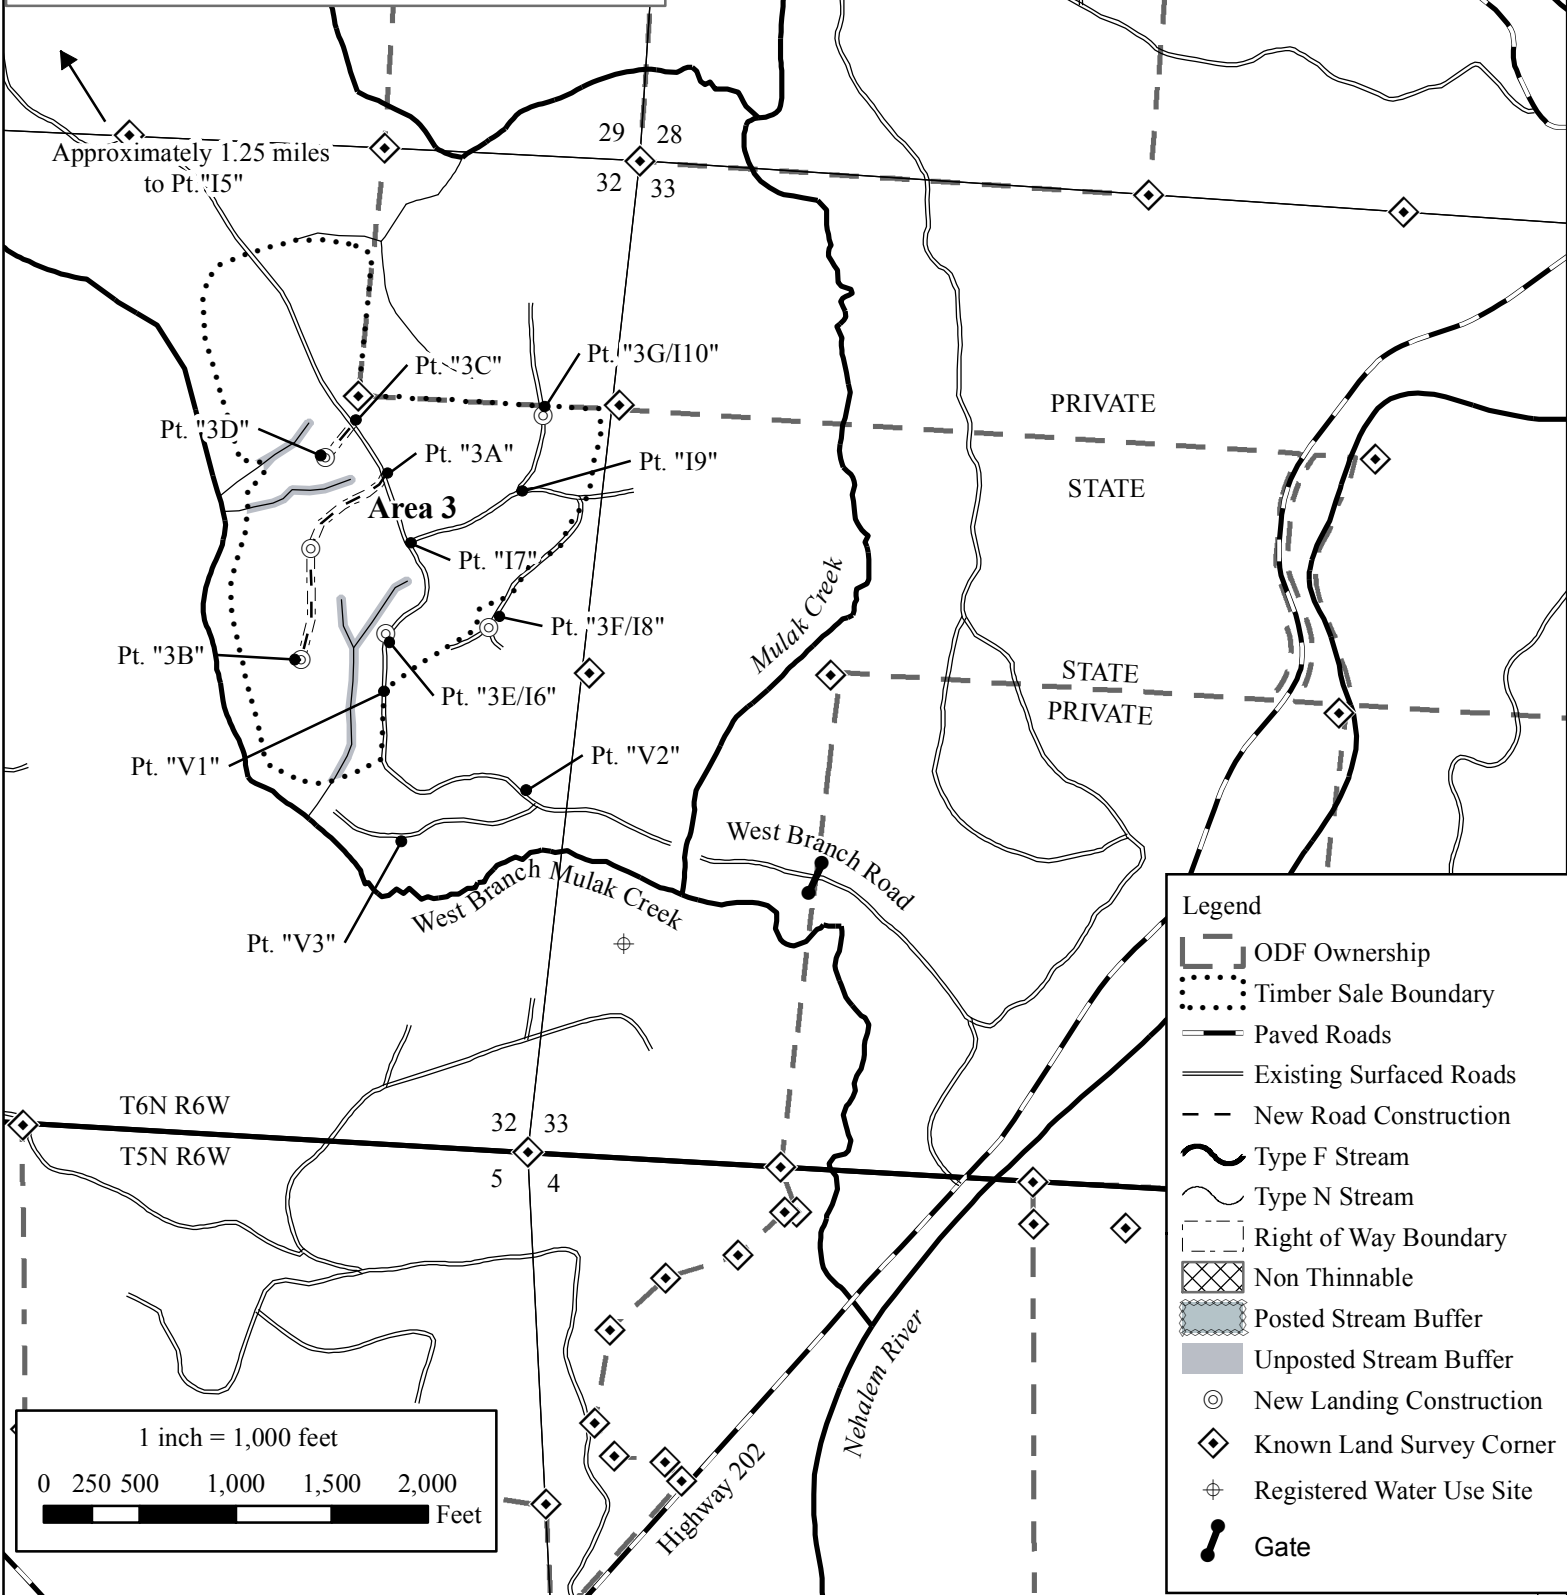 29 28
32 33
Approximately 1.25 miles
to Pt."I5"
Pt. "3C"
Pt. "3G/I10"
Pt. "3D"
Pt. "3A"
Pt. "I9"
Area 3
Pt. "I7"
Pt. "3F/I8"
Pt. "3B"
Pt. "3E/I6"
Pt. "V1"
Pt. "V2"
Pt. "V3"
PRIVATE
STATE
STATE
PRIVATE
Mulak Creek
West Branch Road
West Branch Mulak Creek
T6N R6W
T5N R6W
32 33
5 4
Nehalem River
Highway 202
1 inch = 1,000 feet
0 250 500 1,000 1,500 2,000
Feet
Legend
ODF Ownership
Timber Sale Boundary
Paved Roads
Existing Surfaced Roads
New Road Construction
Type F Stream
Type N Stream
Right of Way Boundary
Non Thinnable
Posted Stream Buffer
Unposted Stream Buffer
New Landing Construction
Known Land Survey Corner
Registered Water Use Site
Gate